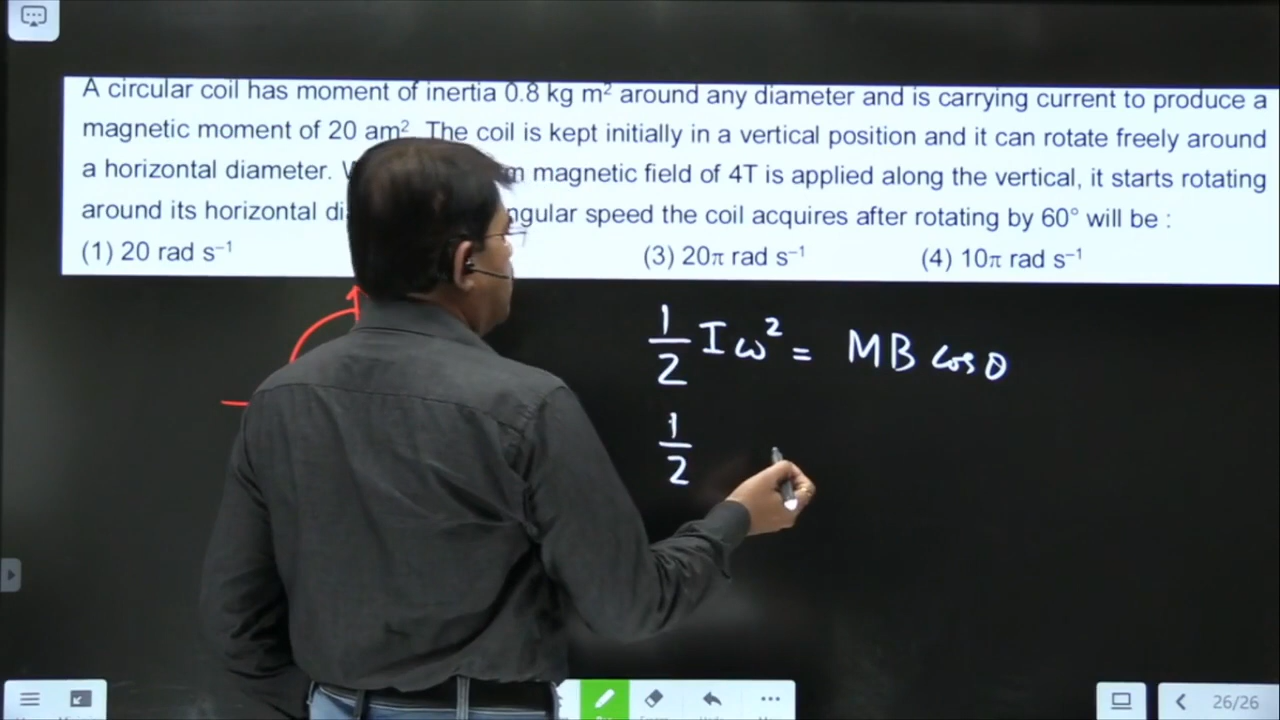 A circular coil has moment of inertia 0.8 kg m² around any diameter and is carrying current to produce a
magnetic moment of 20 am². The coil is kept initially in a vertical position and it can rotate freely around
a horizontal diameter. magnetic field of 4T is applied along the vertical, it starts rotating
around its horizontal speed the coil acquires after rotating by 60° will be :
(1) 20 rad s⁻¹ (3) 20π rad s⁻¹ (4) 10π rad s⁻¹
1/2 I ω² = M B cos θ
1/2
26/26